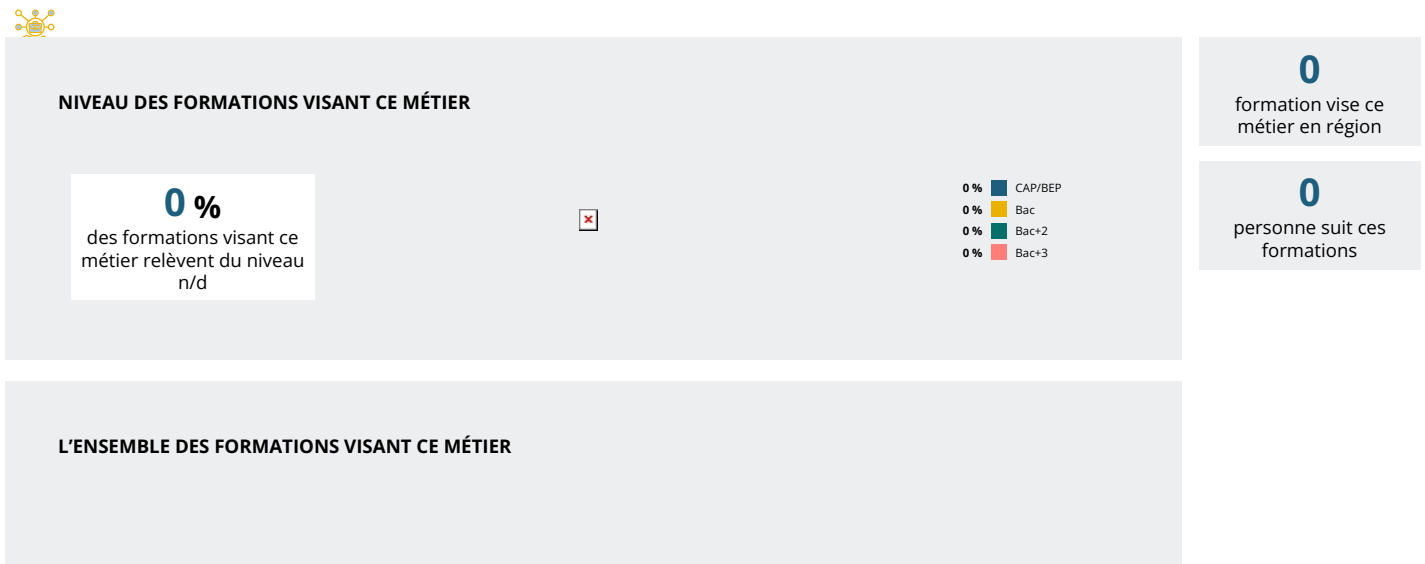 NIVEAU DES FORMATIONS VISANT CE MÉTIER
0 %
des formations visant ce
métier relèvent du niveau
n/d
0 % CAP/BEP
0 % Bac
0 % Bac+2
0 % Bac+3
0
formation vise ce
métier en région
0
personne suit ces
formations
L’ENSEMBLE DES FORMATIONS VISANT CE MÉTIER